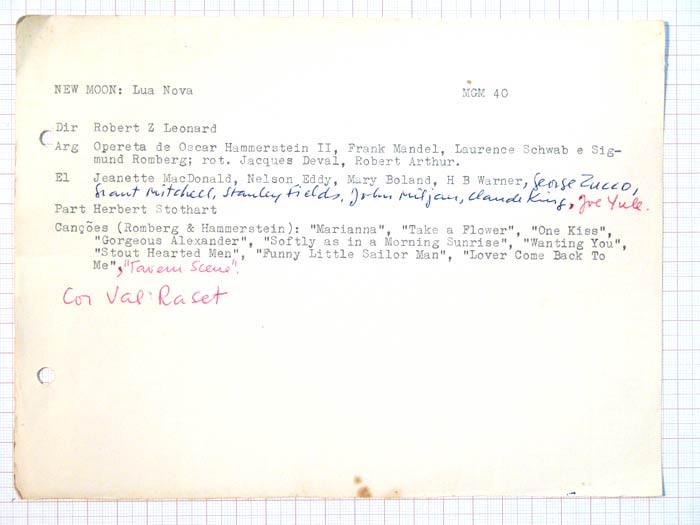 NEW MOON: Lua Nova MGM 40
Dir Robert Z Leonard
Arg Opereta de Oscar Hammerstein II, Frank Mandel, Laurence Schwab e Sig-
mund Romberg; rot. Jacques Deval, Robert Arthur.
El Jeanette MacDonald, Nelson Eddy, Mary Boland, H B Warner, George Zucco,
Grant Mitchell, Stanley Fields, John Miljan, Claude King, Joe Yule.
Part Herbert Stothart
Canções (Romberg & Hammerstein): "Marianna", "Take a Flower", "One Kiss",
"Gorgeous Alexander", "Softly as in a Morning Sunrise", "Wanting You",
"Stout Hearted Men", "Funny Little Sailor Man", "Lover Come Back To
Me", "Tavern Scene".
Cor Val Raset